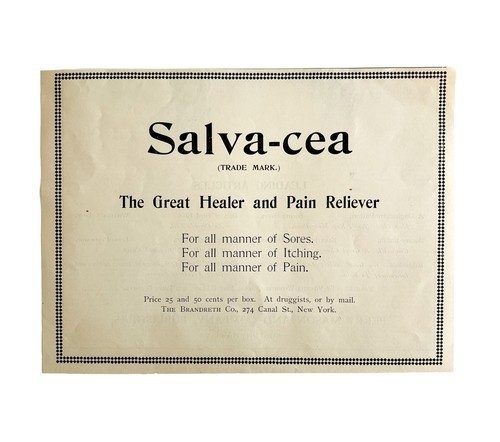 Salva-cea
(TRADE MARK.)
The Great Healer and Pain Reliever
For all manner of Sores.
For all manner of Itching.
For all manner of Pain.
Price 25 and 50 cents per box. At druggists, or by mail.
THE BRANDRETH CO., 274 Canal St., New York.